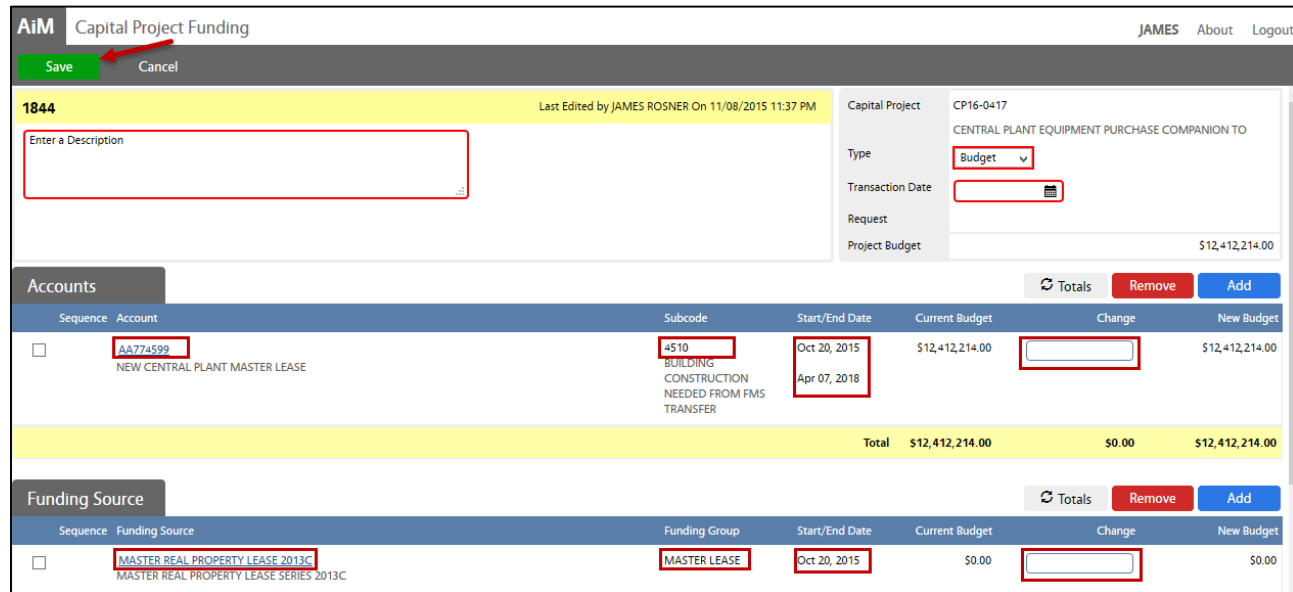 AiM Capital Project Funding JAMES About Logout
Save Cancel
1844 Last Edited by JAMES ROSNER On 11/08/2015 11:37 PM
Enter a Description
Capital Project CP16-0417
CENTRAL PLANT EQUIPMENT PURCHASE COMPANION TO
Type Budget
Transaction Date
Request
Project Budget $12,412,214.00
Accounts Totals Remove Add
Sequence Account Subcode Start/End Date Current Budget Change New Budget
AA774599 4510 Oct 20, 2015 $12,412,214.00 $12,412,214.00
NEW CENTRAL PLANT MASTER LEASE BUILDING
CONSTRUCTION Apr 07, 2018
NEEDED FROM FMS
TRANSFER
Total $12,412,214.00 $0.00 $12,412,214.00
Funding Source Totals Remove Add
Sequence Funding Source Funding Group Start/End Date Current Budget Change New Budget
MASTER REAL PROPERTY LEASE 2013C MASTER LEASE Oct 20, 2015 $0.00 $0.00
MASTER REAL PROPERTY LEASE SERIES 2013C